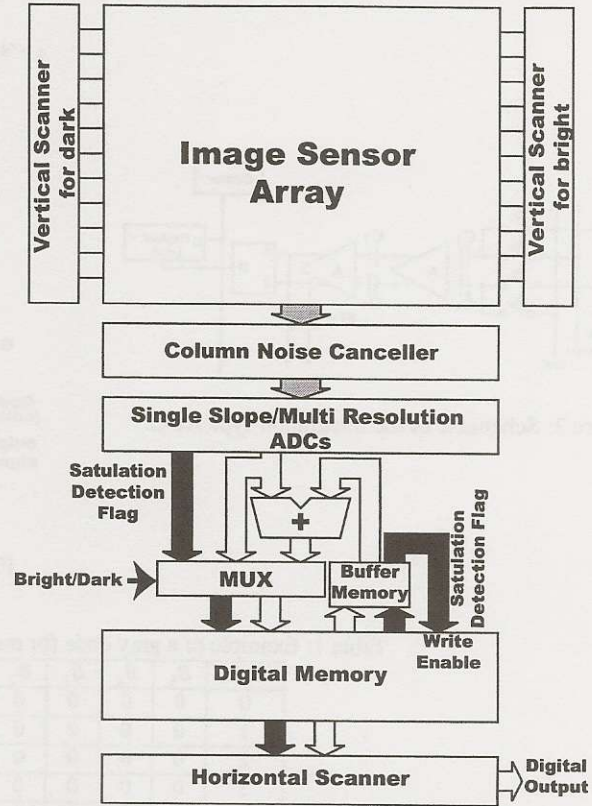 Vertical Scanner
for dark
Image Sensor
Array
Vertical Scanner
for bright
Column Noise Canceller
Single Slope/Multi Resolution
ADCs
Satulation
Detection
Flag
+
Bright/Dark
MUX
Buffer
Memory
Satulation
Detection Flag
Write
Enable
Digital Memory
Horizontal Scanner
Digital
Output